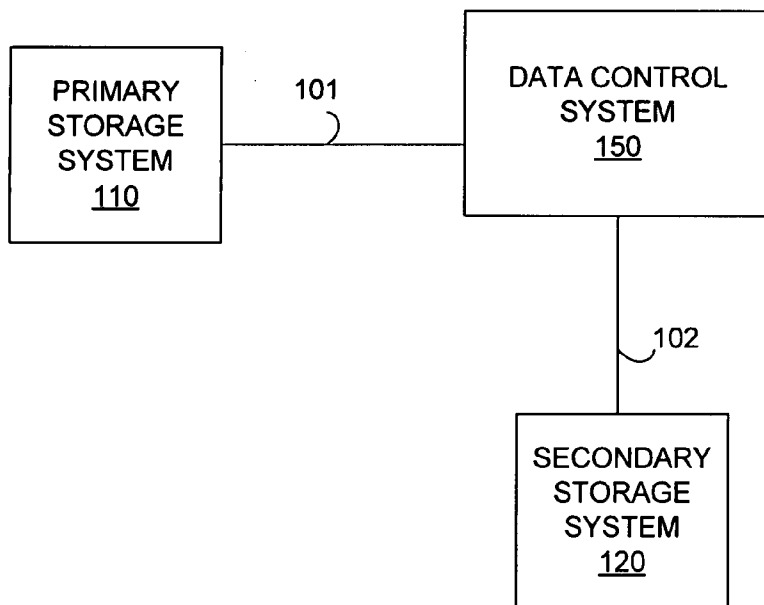 PRIMARY
STORAGE
SYSTEM
110
101
DATA CONTROL
SYSTEM
150
102
SECONDARY
STORAGE
SYSTEM
120